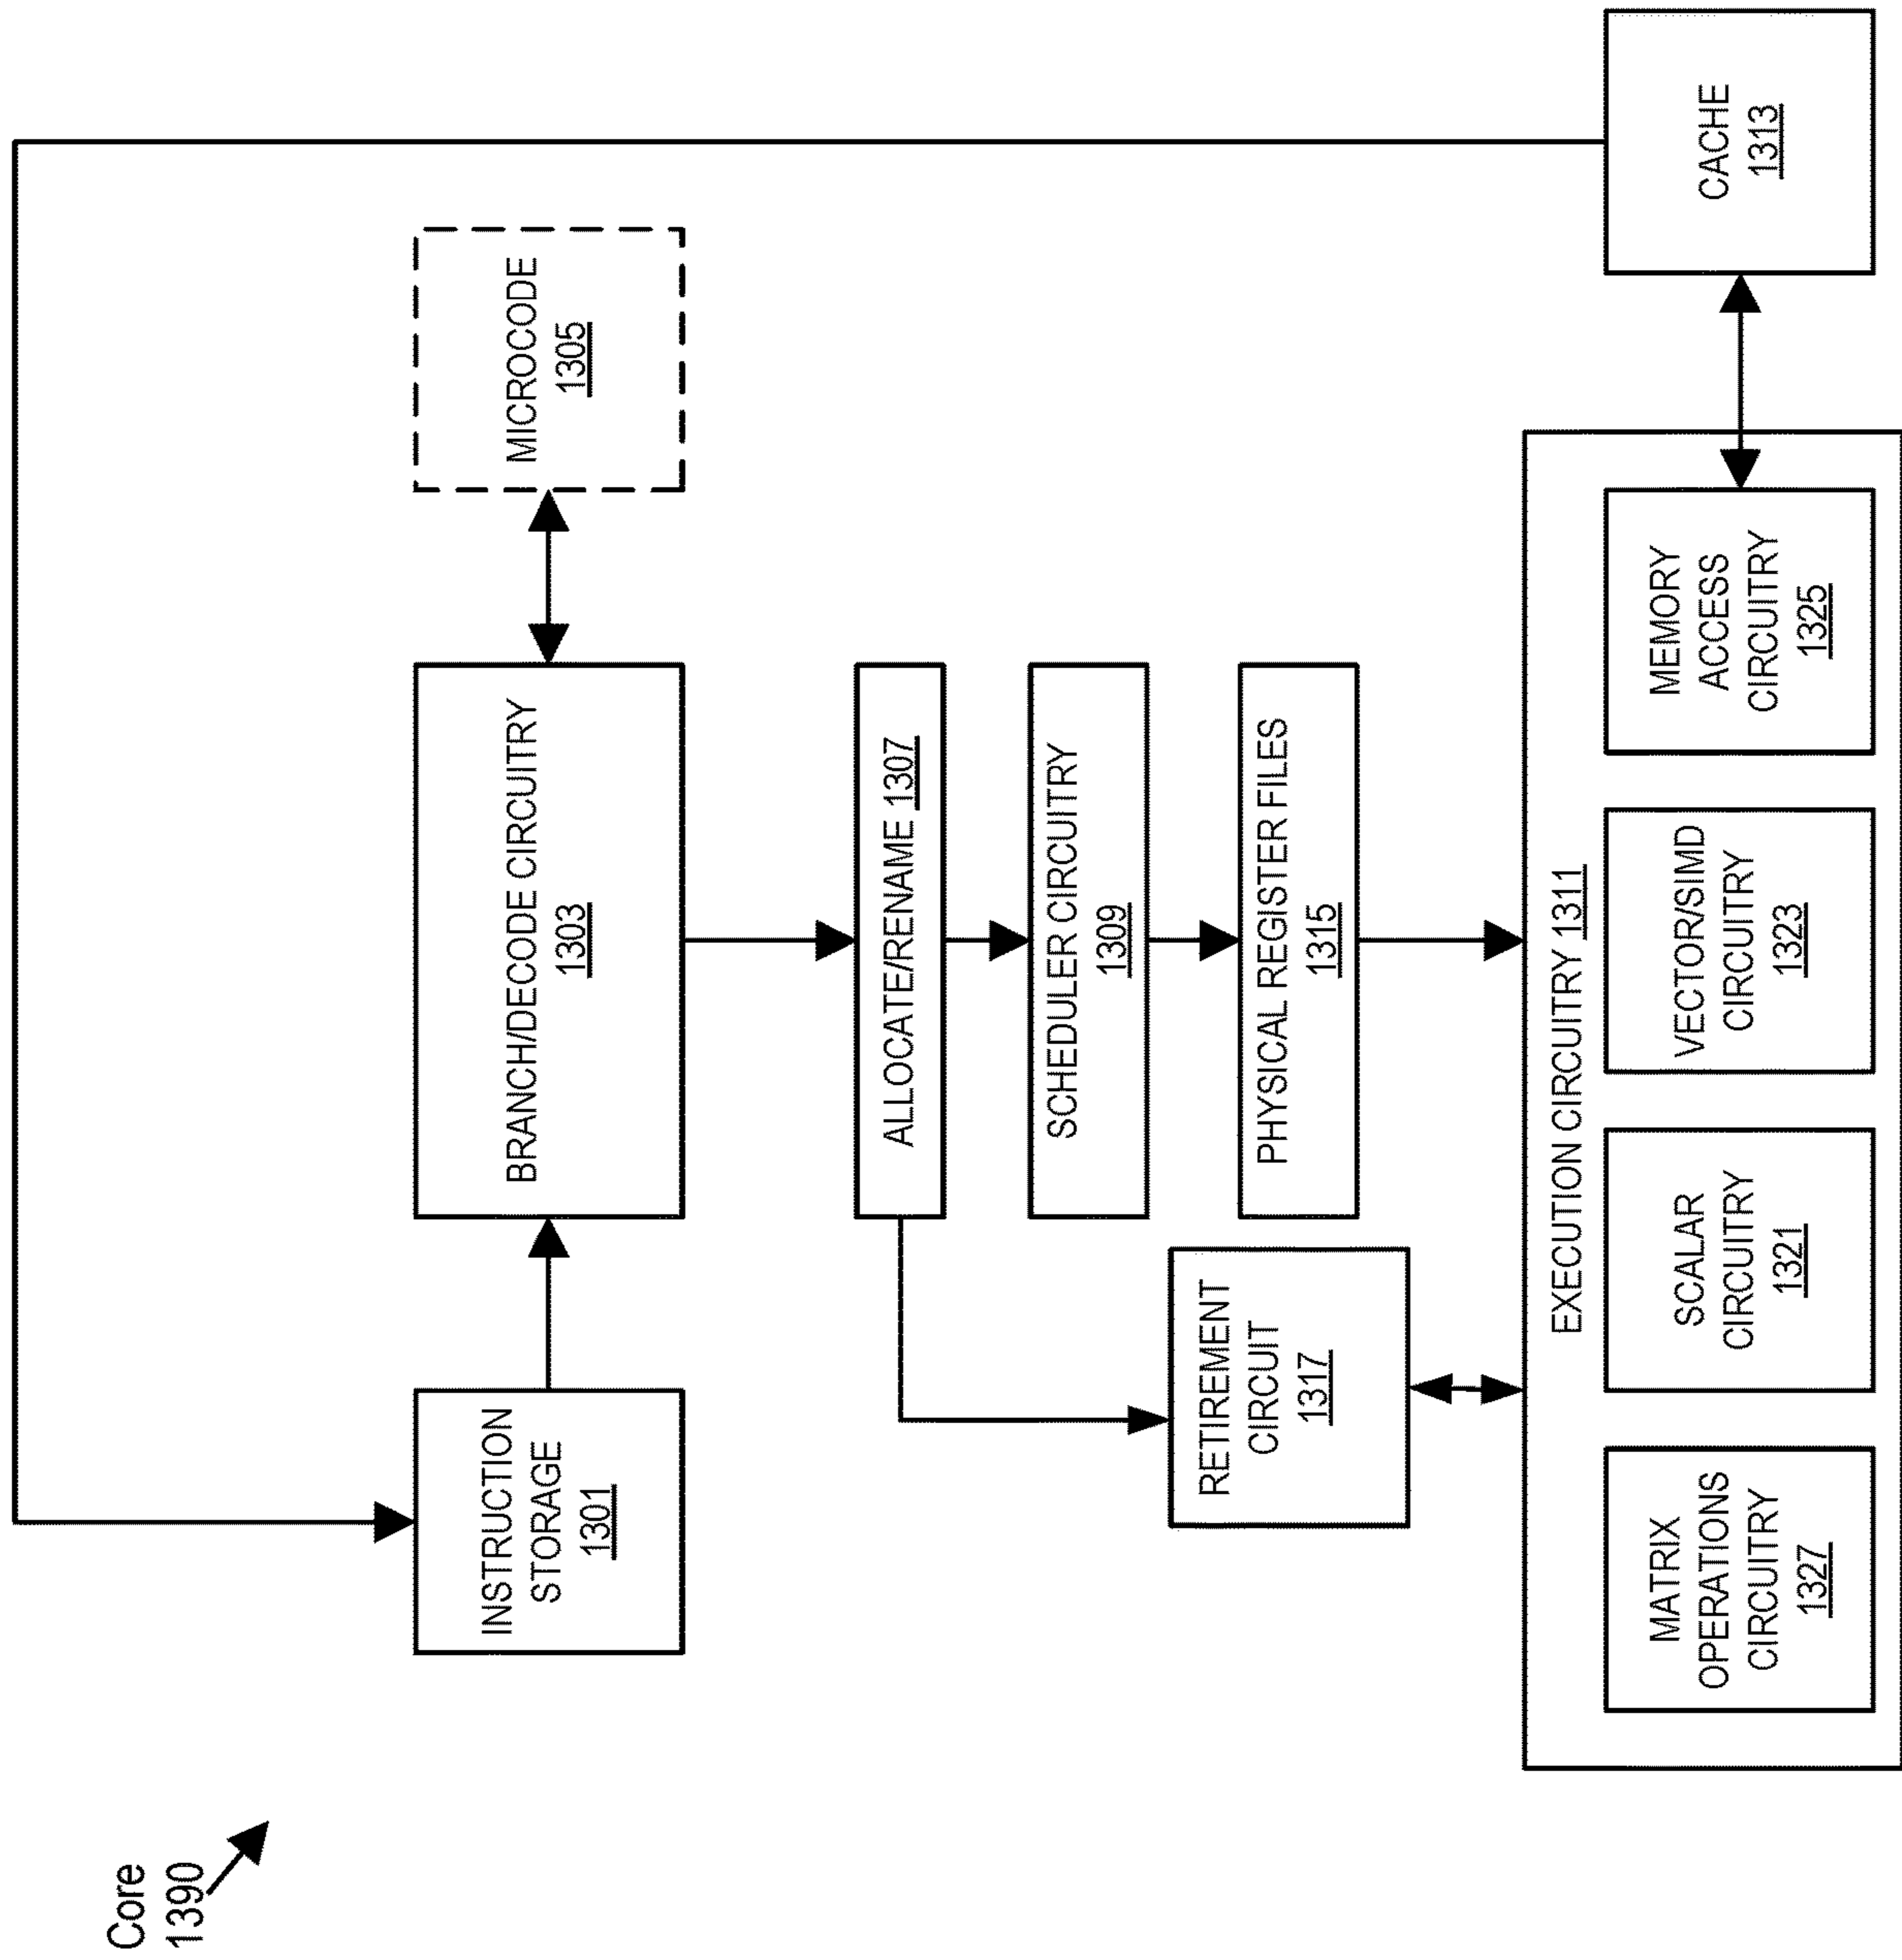 Core
1390
INSTRUCTION
STORAGE
1301
BRANCH/DECODE CIRCUITRY
1303
MICROCODE
1305
ALLOCATE/RENAME 1307
SCHEDULER CIRCUITRY
1309
PHYSICAL REGISTER FILES
1315
RETIREMENT
CIRCUIT
1317
EXECUTION CIRCUITRY 1311
MATRIX
OPERATIONS
CIRCUITRY
1327
SCALAR
CIRCUITRY
1321
VECTOR/SIMD
CIRCUITRY
1323
MEMORY
ACCESS
CIRCUITRY
1325
CACHE
1313